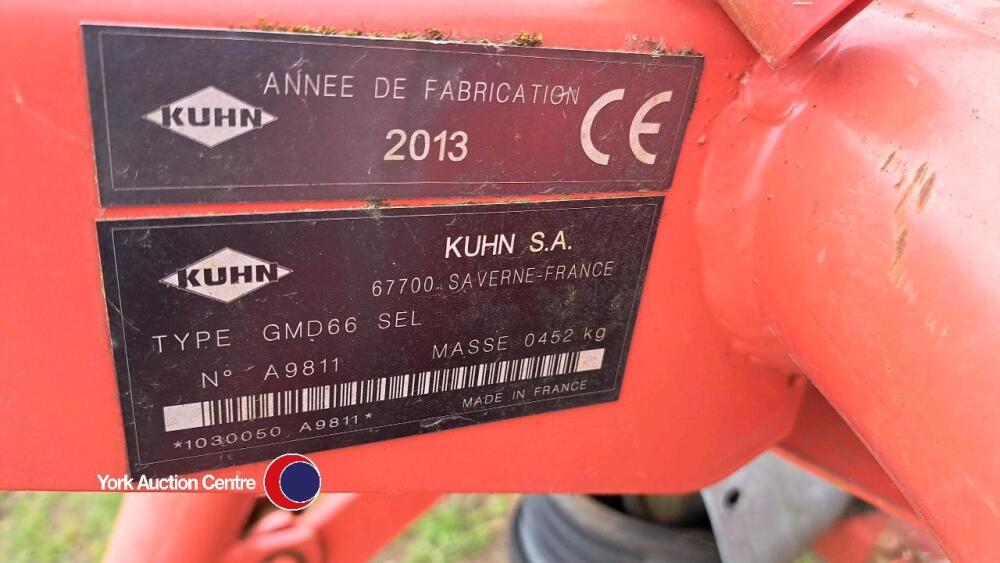 KUHN
ANNEE DE FABRICATION
2013
CE
KUHN
KUHN S.A.
67700 SAVERNE-FRANCE
TYPE GMD66 SEL
N° A9811 MASSE 0452 kg
*1030050 A9811*
MADE IN FRANCE
York Auction Centre